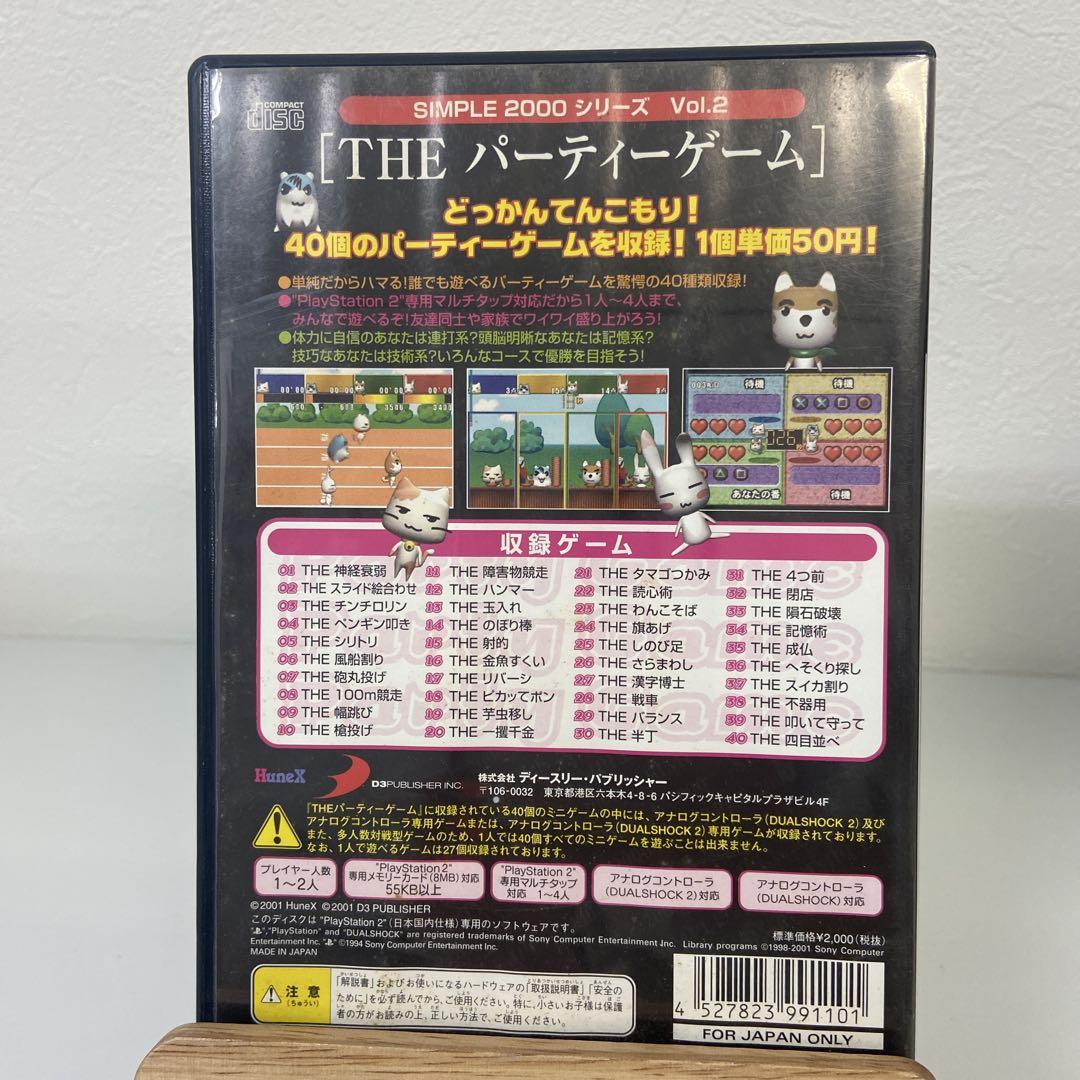 COMPACT
disc
SIMPLE 2000 シリーズ Vol.2
[THE パーティーゲーム]
どっかんてんこもり!
40個のパーティーゲームを収録! 1個単価50円!
●単純だからハマる!誰でも遊べるパーティーゲームを驚愕の40種類収録!
●"PlayStation 2"専用マルチタップ対応だから1人〜4人まで、
みんなで遊べるぞ!友達同士や家族でワイワイ盛り上がろう!
●体力に自信のあなたは連打系?頭脳明晰なあなたは記憶系?
技巧なあなたは技術系?いろんなコースで優勝を目指そう!
待機 待機
あなたの番 待機
収録ゲーム
01 THE 神経衰弱
02 THE スライド絵合わせ
03 THE チンチロリン
04 THE ペンギン叩き
05 THE シリトリ
06 THE 風船割り
07 THE 砲丸投げ
08 THE 100m競走
09 THE 幅跳び
10 THE 槍投げ
11 THE 障害物競走
12 THE ハンマー
13 THE 玉入れ
14 THE のぼり棒
15 THE 射的
16 THE 金魚すくい
17 THE リバーシ
18 THE ピカッてポン
19 THE 芋虫移し
20 THE 一攫千金
21 THE タマゴつかみ
22 THE 読心術
23 THE わんこそば
24 THE 旗あげ
25 THE しのび足
26 THE さらまわし
27 THE 漢字博士
28 THE 戦車
29 THE バランス
30 THE 半丁
31 THE 4つ前
32 THE 閉店
33 THE 隕石破壊
34 THE 記憶術
35 THE 成仏
36 THE へそくり探し
37 THE スイカ割り
38 THE 不器用
39 THE 叩いて守って
40 THE 四目並べ
HuneX
D3PUBLISHER INC.
株式会社 ディースリー・パブリッシャー
〒106-0032 東京都港区六本木4-8-6 パシフィックキャピタルプラザビル4F
『THEパーティーゲーム』に収録されている40個のミニゲームの中には、アナログコントローラ(DUALSHOCK 2)及び
アナログコントローラ専用ゲームまたは、アナログコントローラ(DUALSHOCK 2)専用ゲームが収録されております。
また、多人数対戦型ゲームのため、1人では40個すべてのミニゲームを遊ぶことは出来ません。
なお、1人で遊べるゲームは27個収録されております。
プレイヤー人数
1〜2人
"PlayStation 2"
専用メモリーカード(8MB)対応
55KB以上
"PlayStation 2"
専用マルチタップ
対応 1〜4人
アナログコントローラ
(DUALSHOCK 2)対応
アナログコントローラ
(DUALSHOCK)対応
©2001 HuneX ©2001 D3 PUBLISHER
このディスクは "PlayStation 2"(日本国内仕様)専用のソフトウェアです。
標準価格¥2,000(税抜)
"PS", "PlayStation" and "DUALSHOCK" are registered trademarks of Sony Computer Entertainment Inc. Library programs ©1998-2001 Sony Computer
Entertainment Inc. "PS" ©1994 Sony Computer Entertainment Inc.
MADE IN JAPAN
注意
(ちゅうい)
「解説書」およびお使いになるハードウェアの「取扱説明書」「安全の
ために」を必ず読んでから、ご使用ください。特に、小さいお子様は保護
者の方がお読みの上、正しい方法で、ご使用ください。
4 527823 991101
FOR JAPAN ONLY